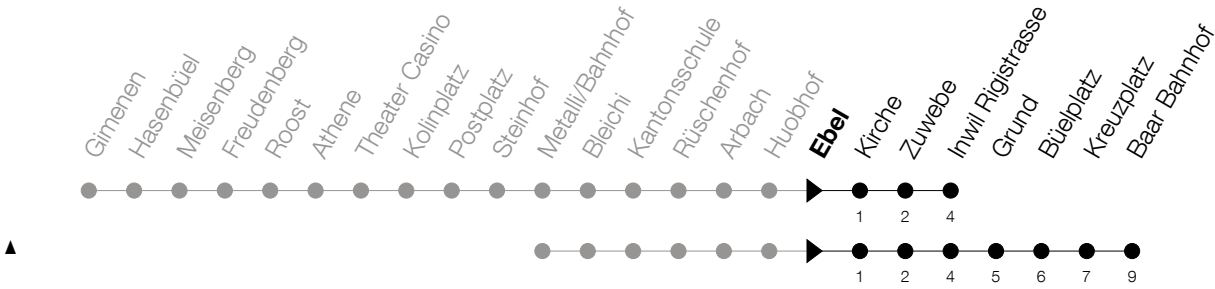 Gimenen
Hasenbüel
Meisenberg
Freudenberg
Roost
Athene
Theater Casino
Kolinplatz
Postplatz
Steinhof
Metalli/Bahnhof
Bleichi
Kantonsschule
Rüschenhof
Arbach
Huobhof
Ebel
Kirche
Zuwebe
Inwil Rigistrasse
Grund
Büelplatz
Kreuzplatz
Baar Bahnhof
1 2 4
1 2 4 5 6 7 9